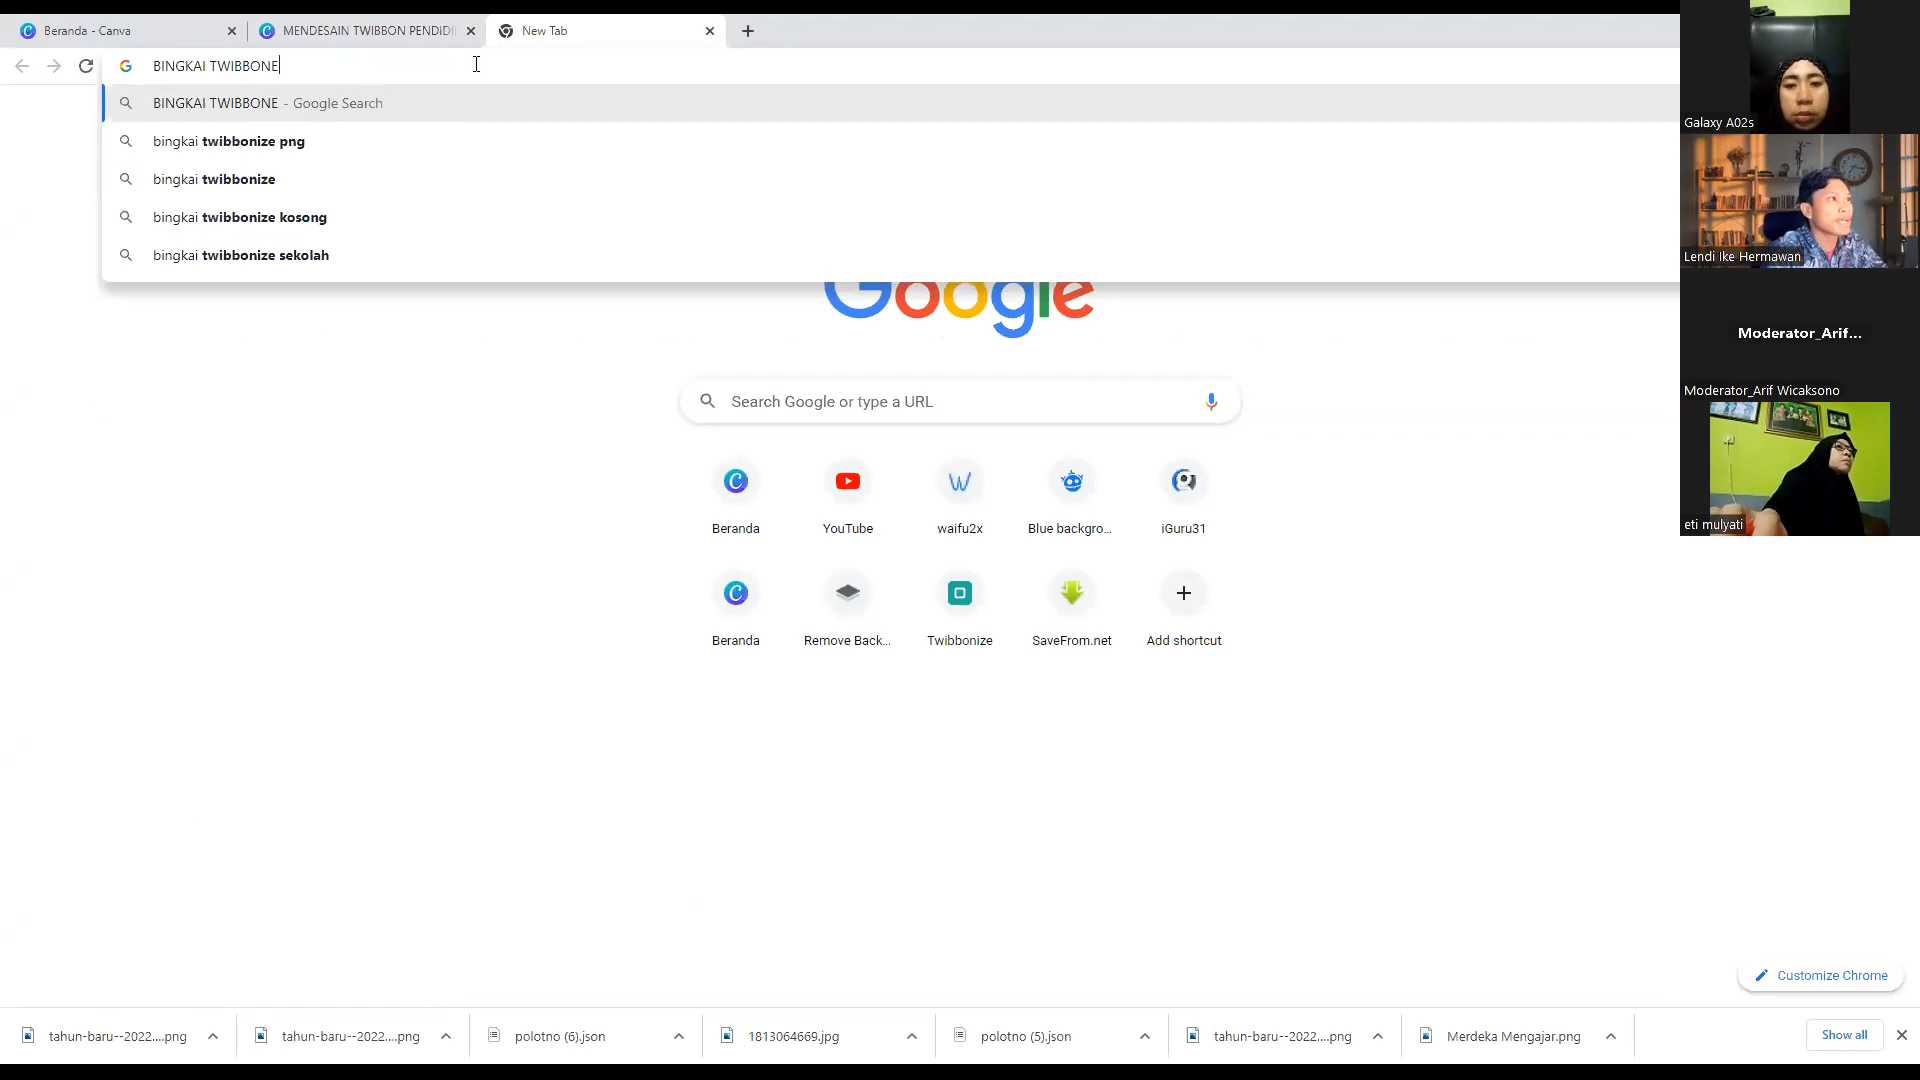 Beranda - Canva
MENDESAIN TWIBBON PENDIDI
New Tab
BINGKAI TWIBBONE
BINGKAI TWIBBONE - Google Search
bingkai twibbonize png
bingkai twibbonize
bingkai twibbonize kosong
bingkai twibbonize sekolah
Google
Search Google or type a URL
Beranda
YouTube
waifu2x
Blue backgro...
iGuru31
Beranda
Remove Back...
Twibbonize
SaveFrom.net
Add shortcut
Galaxy A02s
Lendi Ike Hermawan
Moderator_Arif...
Moderator_Arif Wicaksono
eti mulyati
Customize Chrome
tahun-baru--2022....png
tahun-baru--2022....png
polotno (6).json
1813064669.jpg
polotno (5).json
tahun-baru--2022....png
Merdeka Mengajar.png
Show all